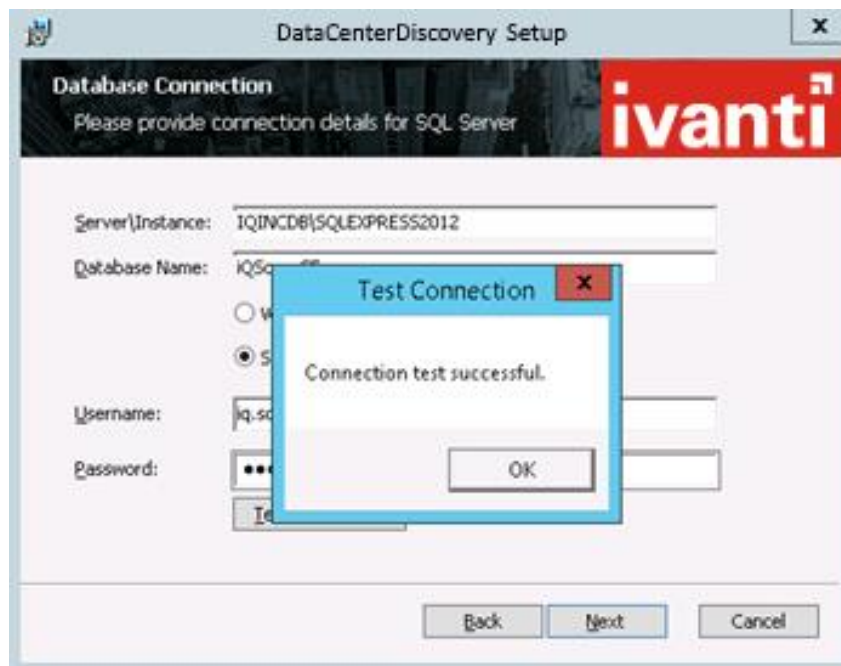 DataCenterDiscovery Setup
Database Connection
Please provide connection details for SQL Server
ivanti
Server\Instance: IQINCDB\SQLEXPRESS2012
Database Name:
Test Connection
Connection test successful.
Username: iq.
Password:
OK
Back Next Cancel